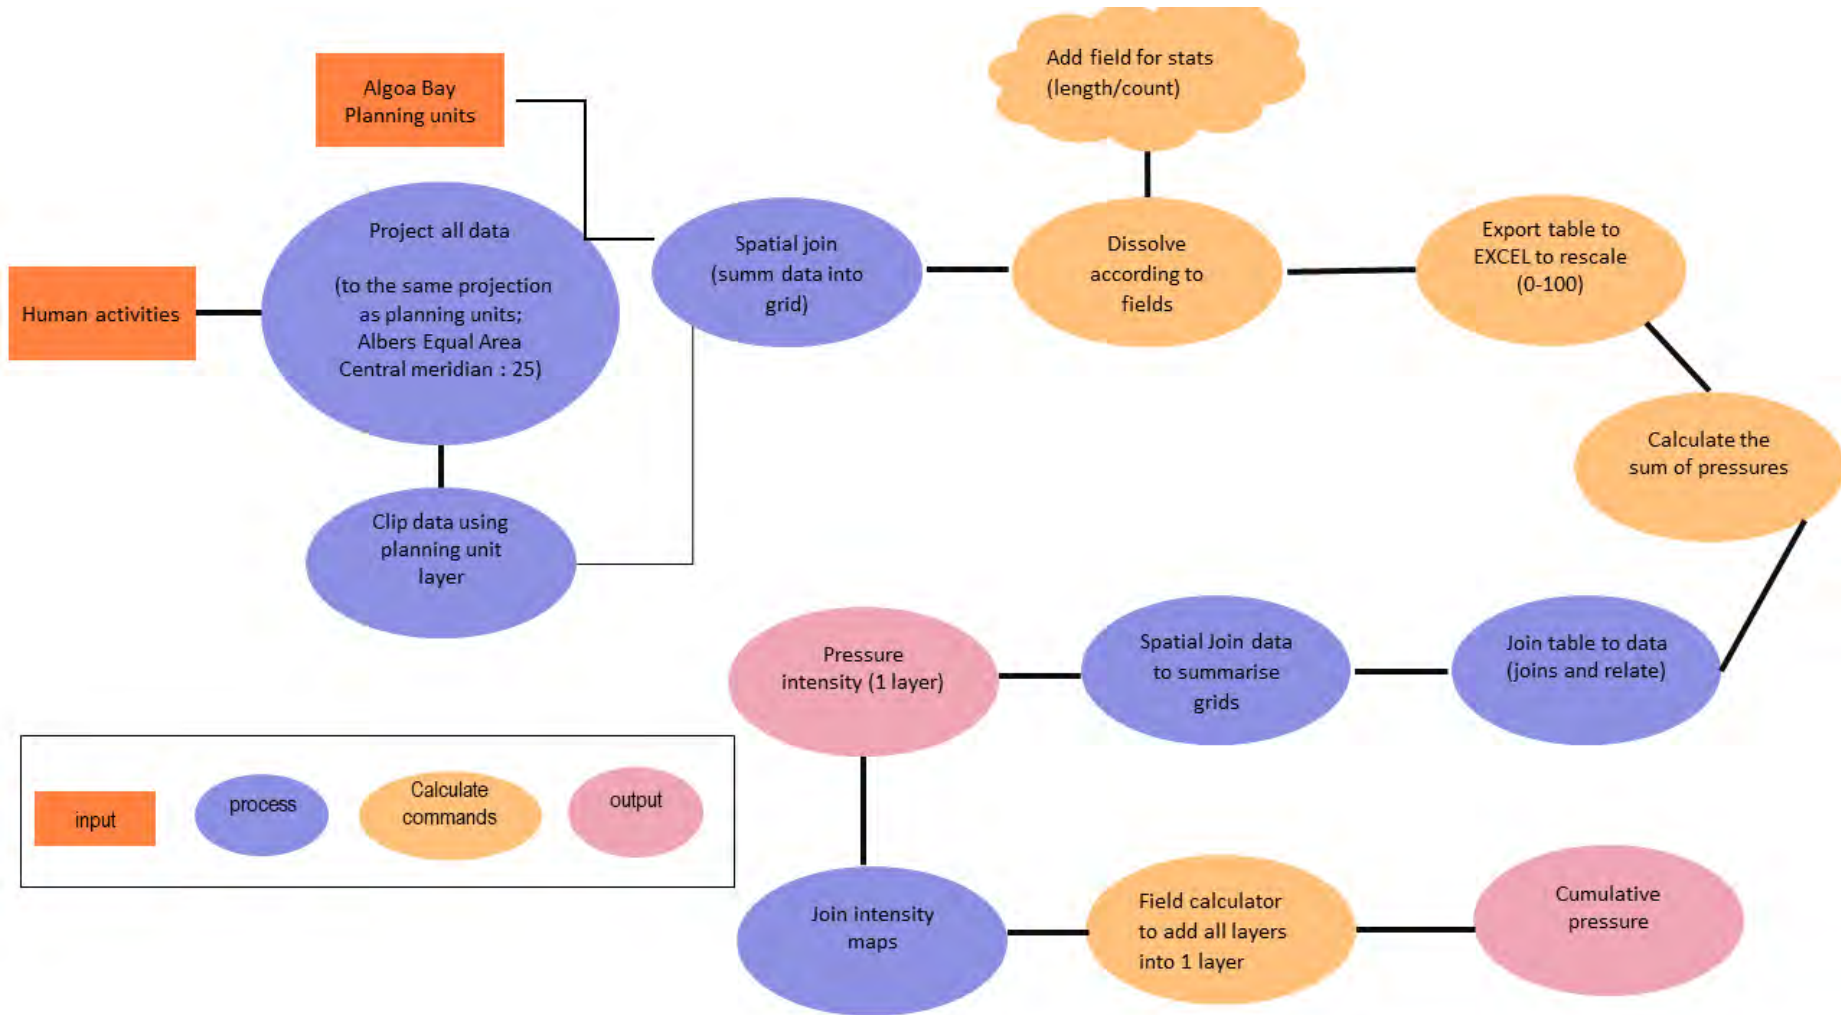 Algoa Bay
Planning units
Add field for stats
(length/count)
Human activities
Project all data
(to the same projection
as planning units;
Albers Equal Area
Central meridian : 25)
Spatial join
(summ data into
grid)
Dissolve
according to
fields
Export table to
EXCEL to rescale
(0-100)
Calculate the
sum of pressures
Clip data using
planning unit
layer
Pressure
intensity (1 layer)
Spatial Join data
to summarise
grids
Join table to data
(joins and relate)
input
process
Calculate
commands
output
Join intensity
maps
Field calculator
to add all layers
into 1 layer
Cumulative
pressure